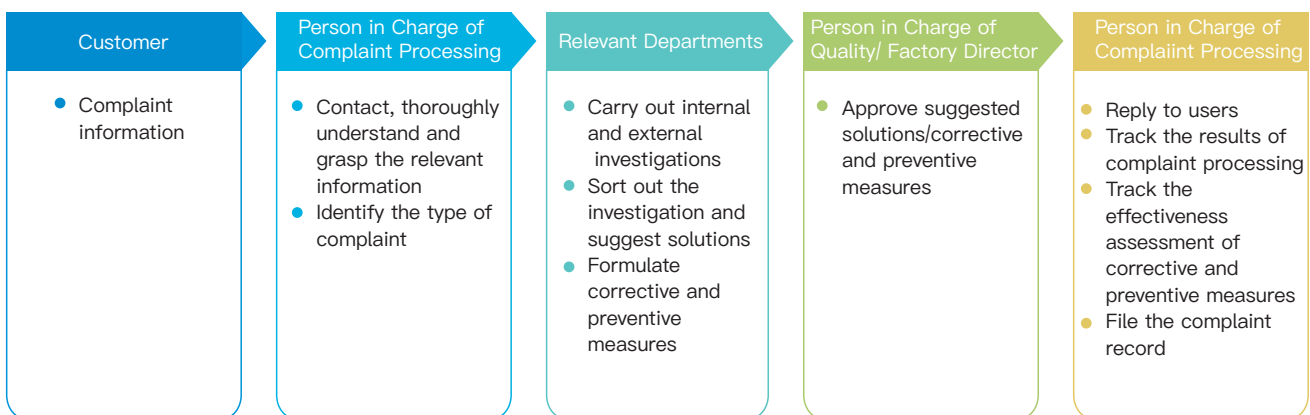 Customer
Complaint
information
Person in Charge of
Complaint Processing
Contact, thoroughly
understand and
grasp the relevant
information
Identify the type of
complaint
Relevant Departments
Carry out internal
and external
investigations
Sort out the
investigation and
suggest solutions
Formulate
corrective and
preventive
measures
Person in Charge of
Quality/ Factory Director
Approve suggested
solutions/corrective
and preventive
measures
Person in Charge of
Complaiint Processing
Reply to users
Track the results of
complaint processing
Track the
effectiveness
assessment of
corrective and
preventive measures
File the complaint
record